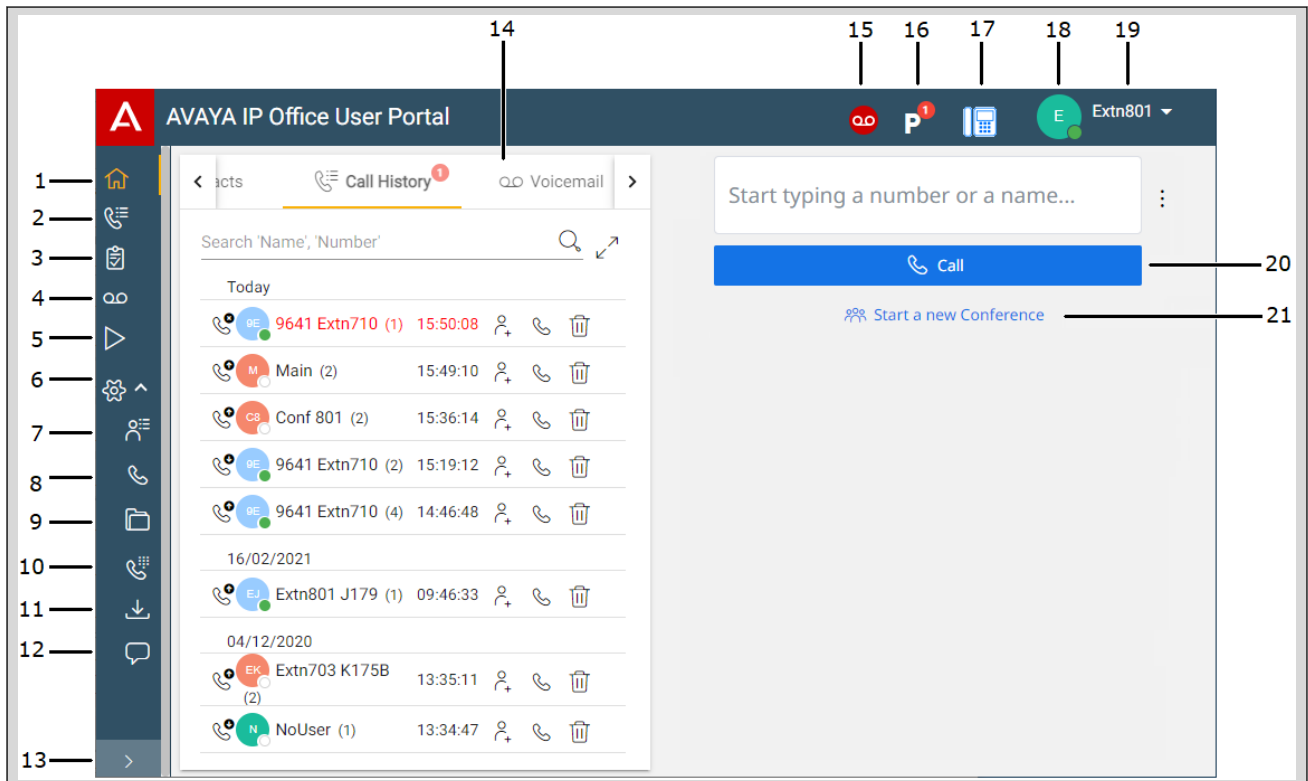 14 15 16 17 18 19
AVAYA IP Office User Portal
P 1
E
Extn801
1
2
3
4
5
6
7
8
9
10
11
12
13
acts
Call History 1
Voicemail
Search 'Name', 'Number'
Today
9E 9641 Extn710 (1) 15:50:08
M Main (2) 15:49:10
C8 Conf 801 (2) 15:36:14
9E 9641 Extn710 (2) 15:19:12
9E 9641 Extn710 (4) 14:46:48
16/02/2021
EJ Extn801 J179 (1) 09:46:33
04/12/2020
EK Extn703 K175B (2) 13:35:11
N NoUser (1) 13:34:47
Start typing a number or a name...
Call
20
Start a new Conference
21